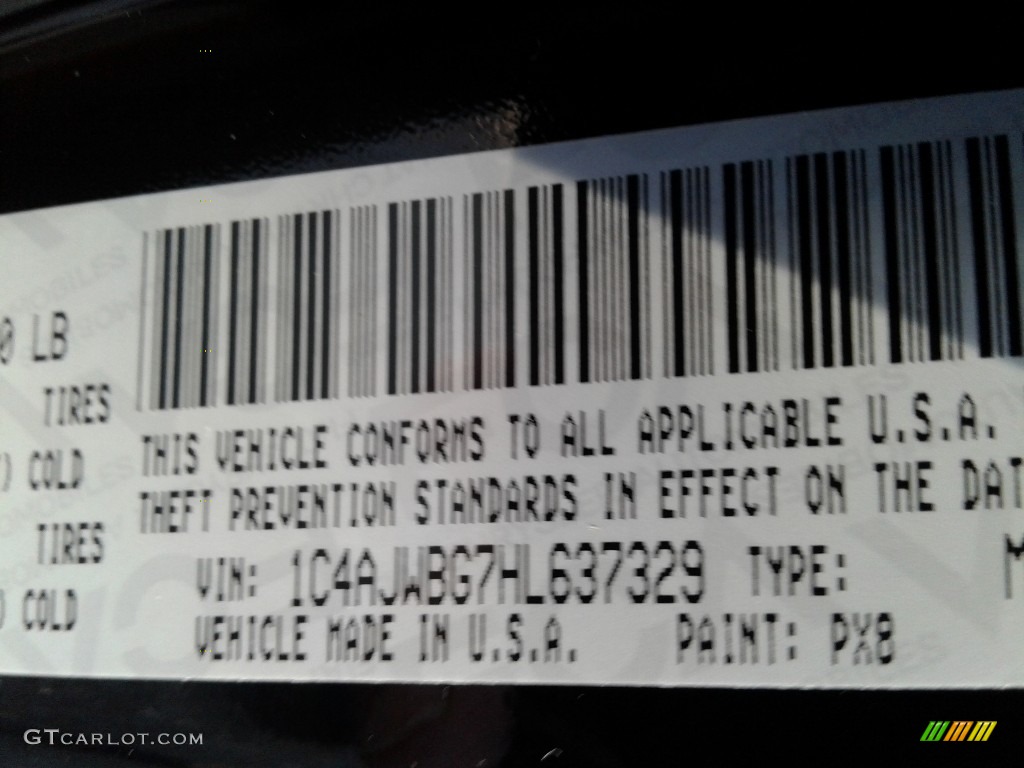 0 LB
TIRES
) COLD
TIRES
) COLD
THIS VEHICLE CONFORMS TO ALL APPLICABLE U.S.A.
THEFT PREVENTION STANDARDS IN EFFECT ON THE DAT
VIN: 1C4AJWBG7HL637329 TYPE: M
VEHICLE MADE IN U.S.A. PAINT: PX8
GTCARLOT.COM